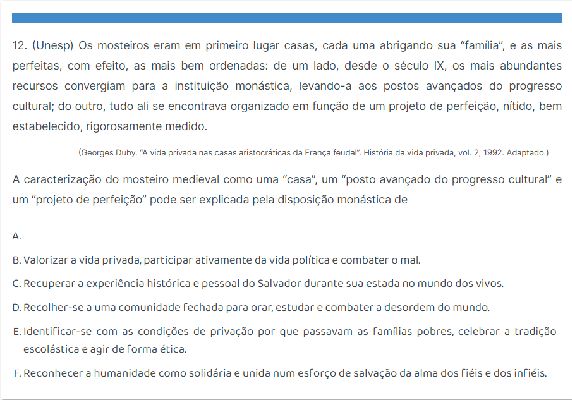 12. (Unesp) Os mosteiros eram em primeiro lugar casas, cada uma abrigando sua “família”, e as mais
perfeitas, com efeito, as mais bem ordenadas: de um lado, desde o século IX, os mais abundantes
recursos convergiam para a instituição monástica, levando-a aos postos avançados do progresso
cultural; do outro, tudo ali se encontrava organizado em função de um projeto de perfeição, nítido, bem
estabelecido, rigorosamente medido.
(Georges Duby. “A vida privada nas casas aristocráticas da França feudal”. História da vida privada, vol. 2, 1992. Adaptado.)
A caracterização do mosteiro medieval como uma “casa”, um “posto avançado do progresso cultural” e
um “projeto de perfeição” pode ser explicada pela disposição monástica de
A.
B. Valorizar a vida privada, participar ativamente da vida política e combater o mal.
C. Recuperar a experiência histórica e pessoal do Salvador durante sua estada no mundo dos vivos.
D. Recolher-se a uma comunidade fechada para orar, estudar e combater a desordem do mundo.
E. Identificar-se com as condições de privação por que passavam as famílias pobres, celebrar a tradição
escolástica e agir de forma ética.
F. Reconhecer a humanidade como solidária e unida num esforço de salvação da alma dos fiéis e dos infiéis.